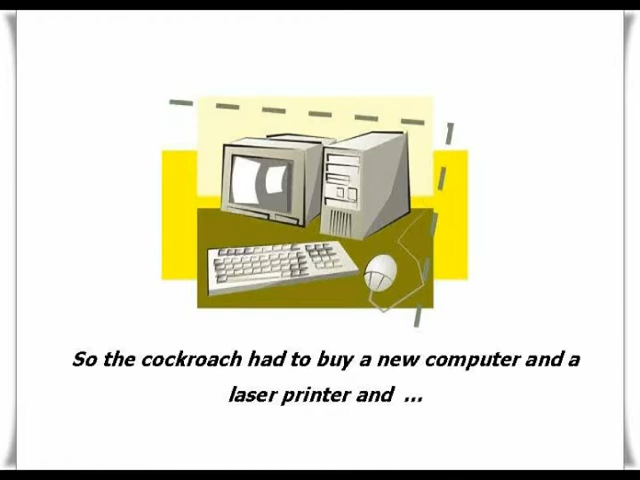 So the cockroach had to buy a new computer and a
laser printer and ...